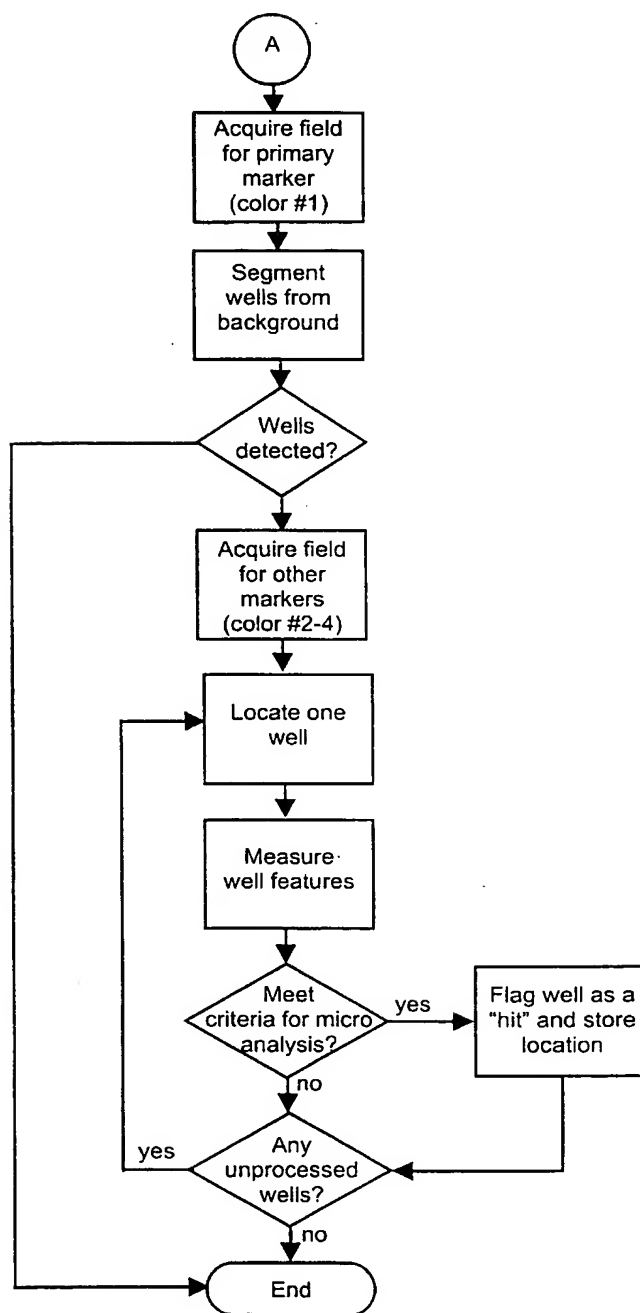 A
Acquire field
for primary
marker
(color #1)
Segment
wells from
background
Wells
detected?
Acquire field
for other
markers
(color #2-4)
Locate one
well
Measure
well features
Meet
criteria for micro
analysis?
yes
Flag well as a
"hit" and store
location
no
Any
unprocessed
wells?
yes
no
End